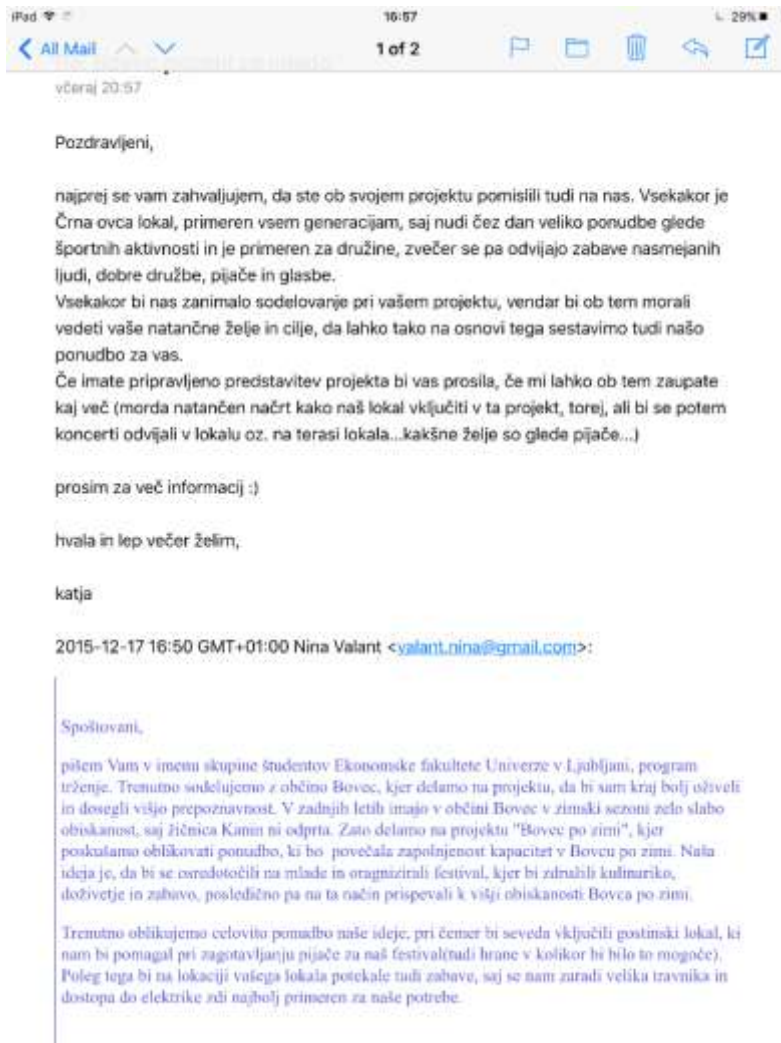 iPad 16:57 29%
All Mail 1 of 2
včeraj 20:57
Pozdravljeni,
najprej se vam zahvaljujem, da ste ob svojem projektu pomislili tudi na nas. Vsekakor je
Črna ovca lokal, primeren vsem generacijam, saj nudi čez dan veliko ponudbe glede
športnih aktivnosti in je primeren za družine, zvečer se pa odvijajo zabave nasmejanih
ljudi, dobre družbe, pijače in glasbe.
Vsekakor bi nas zanimalo sodelovanje pri vašem projektu, vendar bi ob tem morali
vedeti vaše natančne želje in cilje, da lahko tako na osnovi tega sestavimo tudi našo
ponudbo za vas.
Če imate pripravljeno predstavitev projekta bi vas prosila, če mi lahko ob tem zaupate
kaj več (morda natančen načrt kako naš lokal vključiti v ta projekt, torej, ali bi se potem
koncerti odvijali v lokalu oz. na terasi lokala...kakšne želje so glede pijače...)
prosim za več informacij :)
hvala in lep večer želim,
katja
2015-12-17 16:50 GMT+01:00 Nina Valant <valant.nina@gmail.com>:
Spoštovani,
pišem Vam v imenu skupine študentov Ekonomske fakultete Univerze v Ljubljani, program
trženje. Trenutno sodelujemo z občino Bovec, kjer delamo na projektu, da bi sam kraj bolj oživeli
in dosegli višjo prepoznavnost. V zadnjih letih imajo v občini Bovec v zimski sezoni zelo slabo
obiskanost, saj žičnica Kanin ni odprta. Zato delamo na projektu "Bovec po zimi", kjer
poskušamo oblikovati ponudbo, ki bo povečala zapolnjenost kapacitet v Bovcu po zimi. Naša
ideja je, da bi se osredotočili na mlade in oragnizirali festival, kjer bi združili kulinariko,
doživetje in zabavo, posledično pa na ta način prispevali k višji obiskanosti Bovca po zimi.
Trenutno oblikujemo celovito ponudbo naše ideje, pri čemer bi seveda vključili gostinski lokal, ki
nam bi pomagal pri zagotavljanju pijače za naš festival(tudi hrane v kolikor bi bilo to mogoče).
Poleg tega bi na lokaciji vašega lokala potekale tudi zabave, saj se nam zaradi velika travnika in
dostopa do elektrike zdi najbolj primeren za naše potrebe.